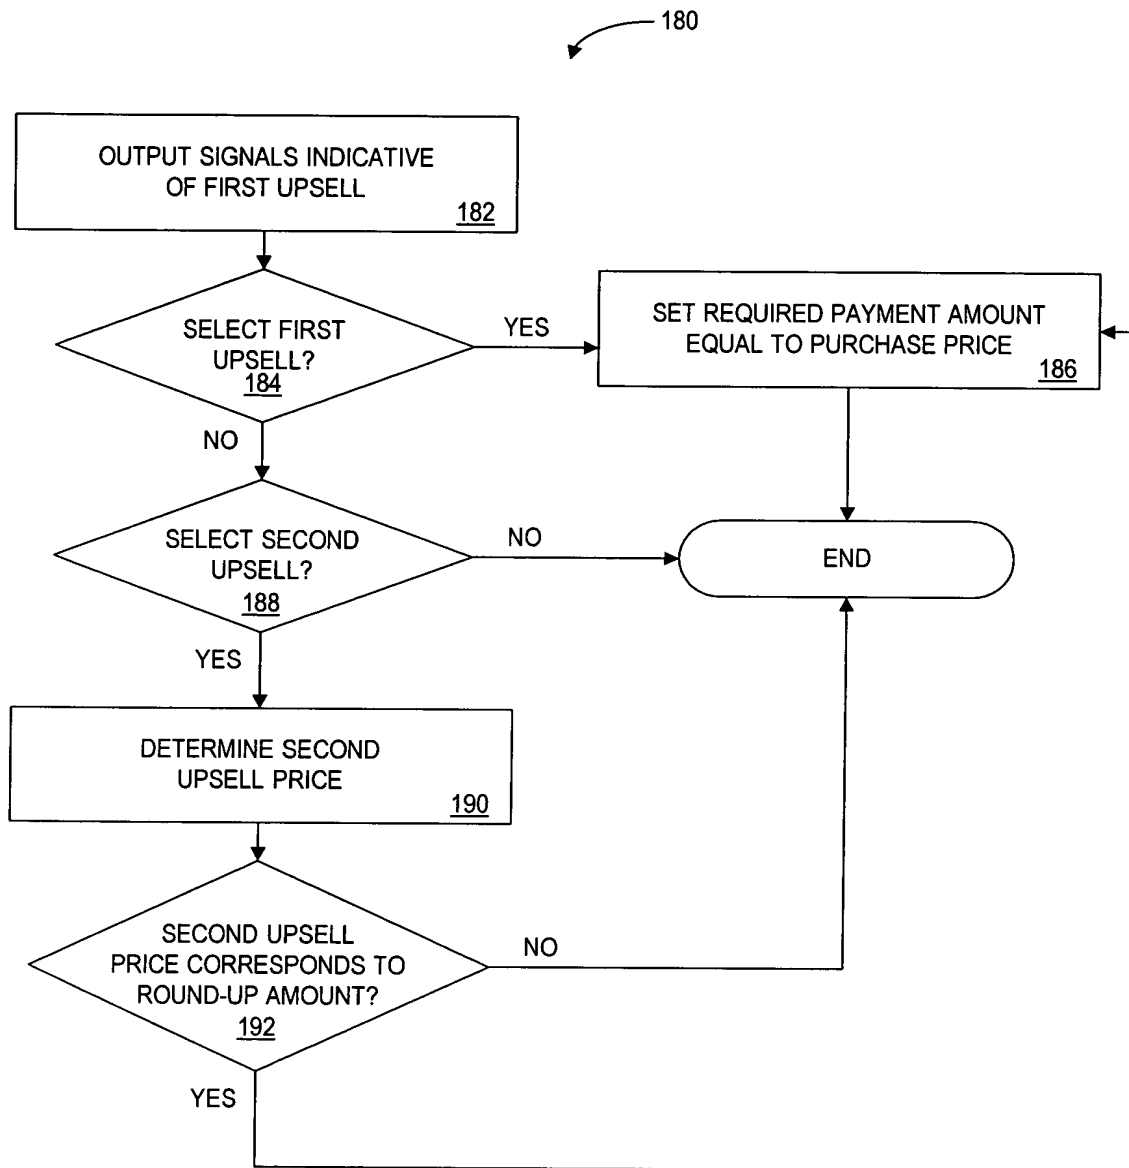 180
OUTPUT SIGNALS INDICATIVE
OF FIRST UPSELL
182
SELECT FIRST
UPSELL?
184
YES
SET REQUIRED PAYMENT AMOUNT
EQUAL TO PURCHASE PRICE
186
NO
SELECT SECOND
UPSELL?
188
NO
END
YES
DETERMINE SECOND
UPSELL PRICE
190
SECOND UPSELL
PRICE CORRESPONDS TO
ROUND-UP AMOUNT?
192
NO
YES